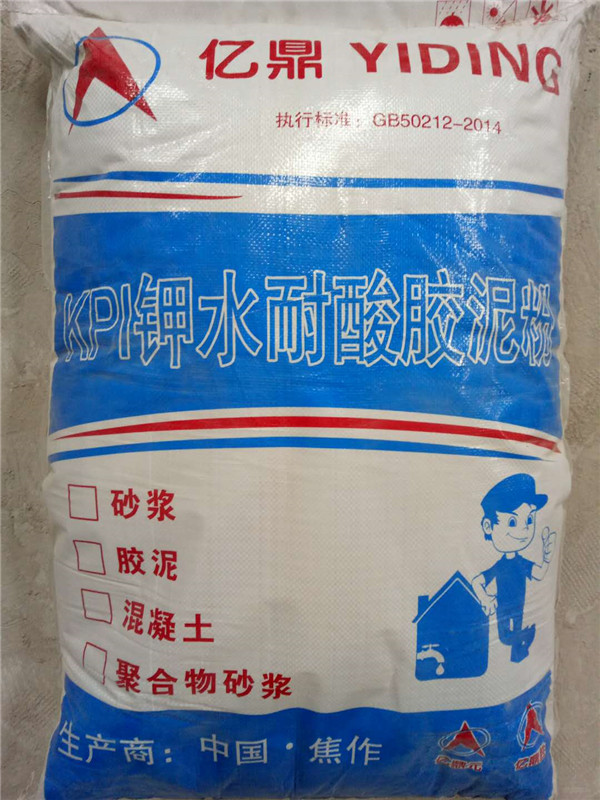 亿鼎 YIDING
执行标准：GB50212-2014
KPI钾水耐酸胶泥粉
砂浆
胶泥
混凝土
聚合物砂浆
生产商：中国·焦作